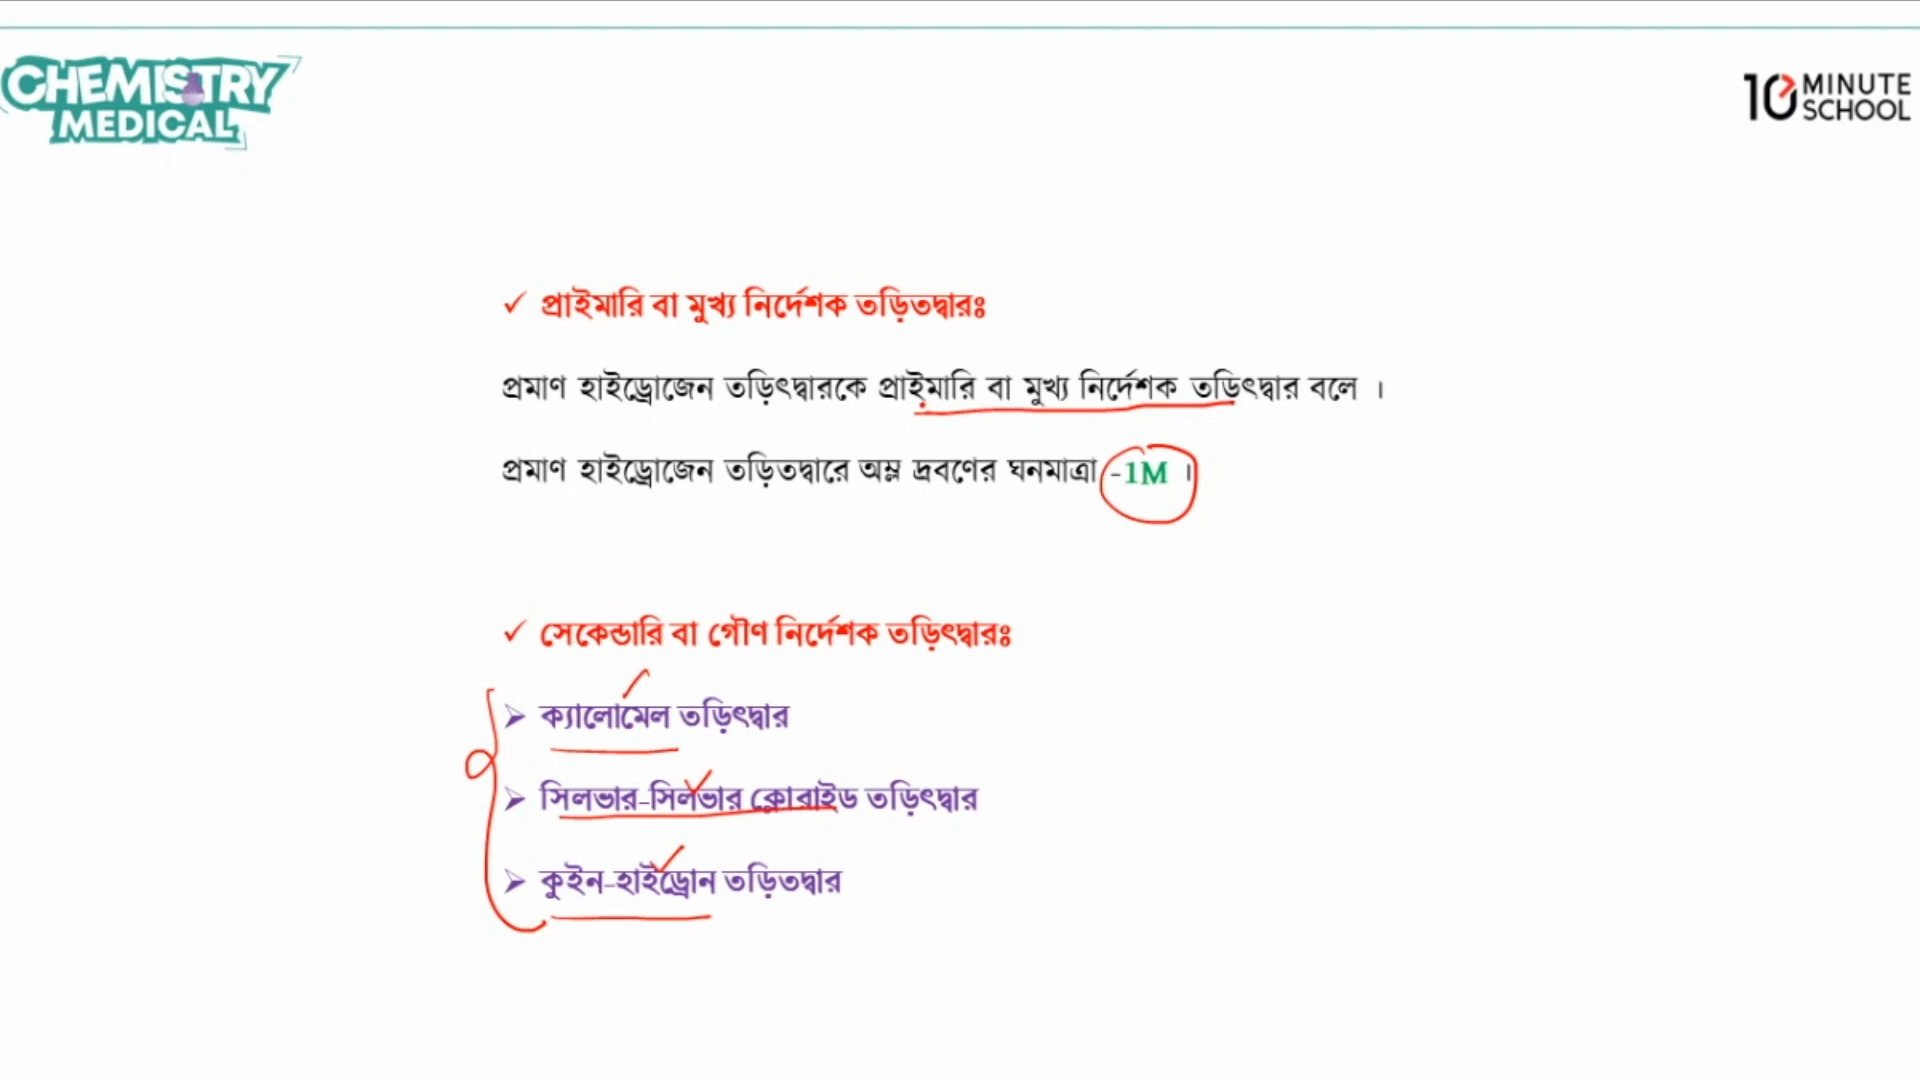 CHEMISTRY
MEDICAL
10 MINUTE
SCHOOL
✓ প্রাইমারি বা মুখ্য নির্দেশক তড়িতদ্বারঃ
প্রমাণ হাইড্রোজেন তড়িৎদ্বারকে প্রাইমারি বা মুখ্য নির্দেশক তড়িৎদ্বার বলে ।
প্রমাণ হাইড্রোজেন তড়িতদ্বারে অম্ল দ্রবণের ঘনমাত্রা -1M ।
✓ সেকেন্ডারি বা গৌণ নির্দেশক তড়িৎদ্বারঃ
➢ ক্যালোমেল তড়িৎদ্বার
➢ সিলভার-সিলভার ক্লোরাইড তড়িৎদ্বার
➢ কুইন-হাইড্রোন তড়িতদ্বার